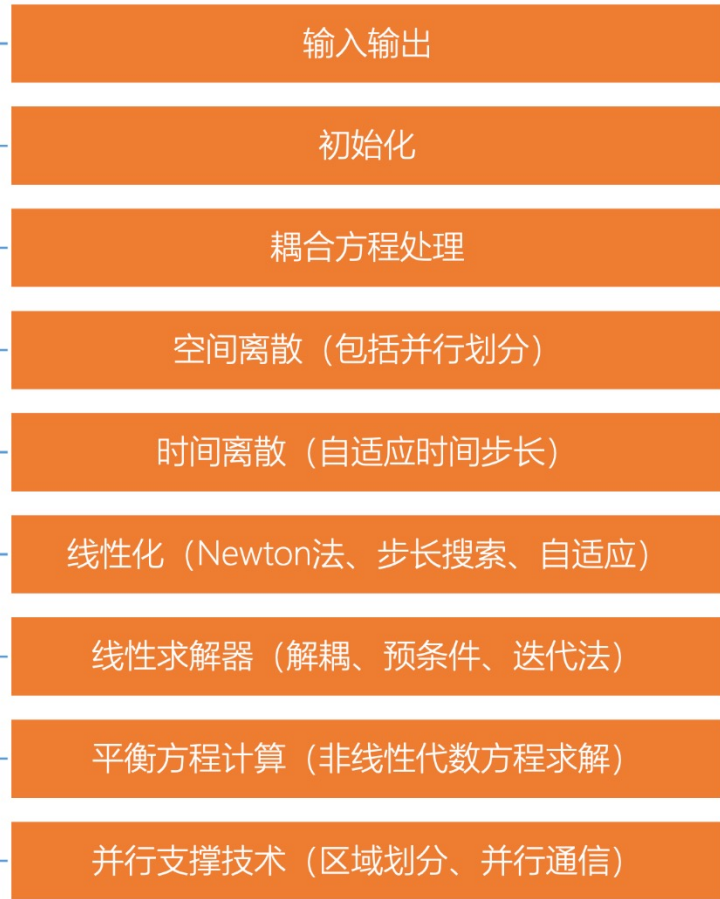 输入输出
初始化
耦合方程处理
空间离散（包括并行划分）
时间离散（自适应时间步长）
线性化（Newton法、步长搜索、自适应）
线性求解器（解耦、预条件、迭代法）
平衡方程计算（非线性代数方程求解）
并行支撑技术（区域划分、并行通信）